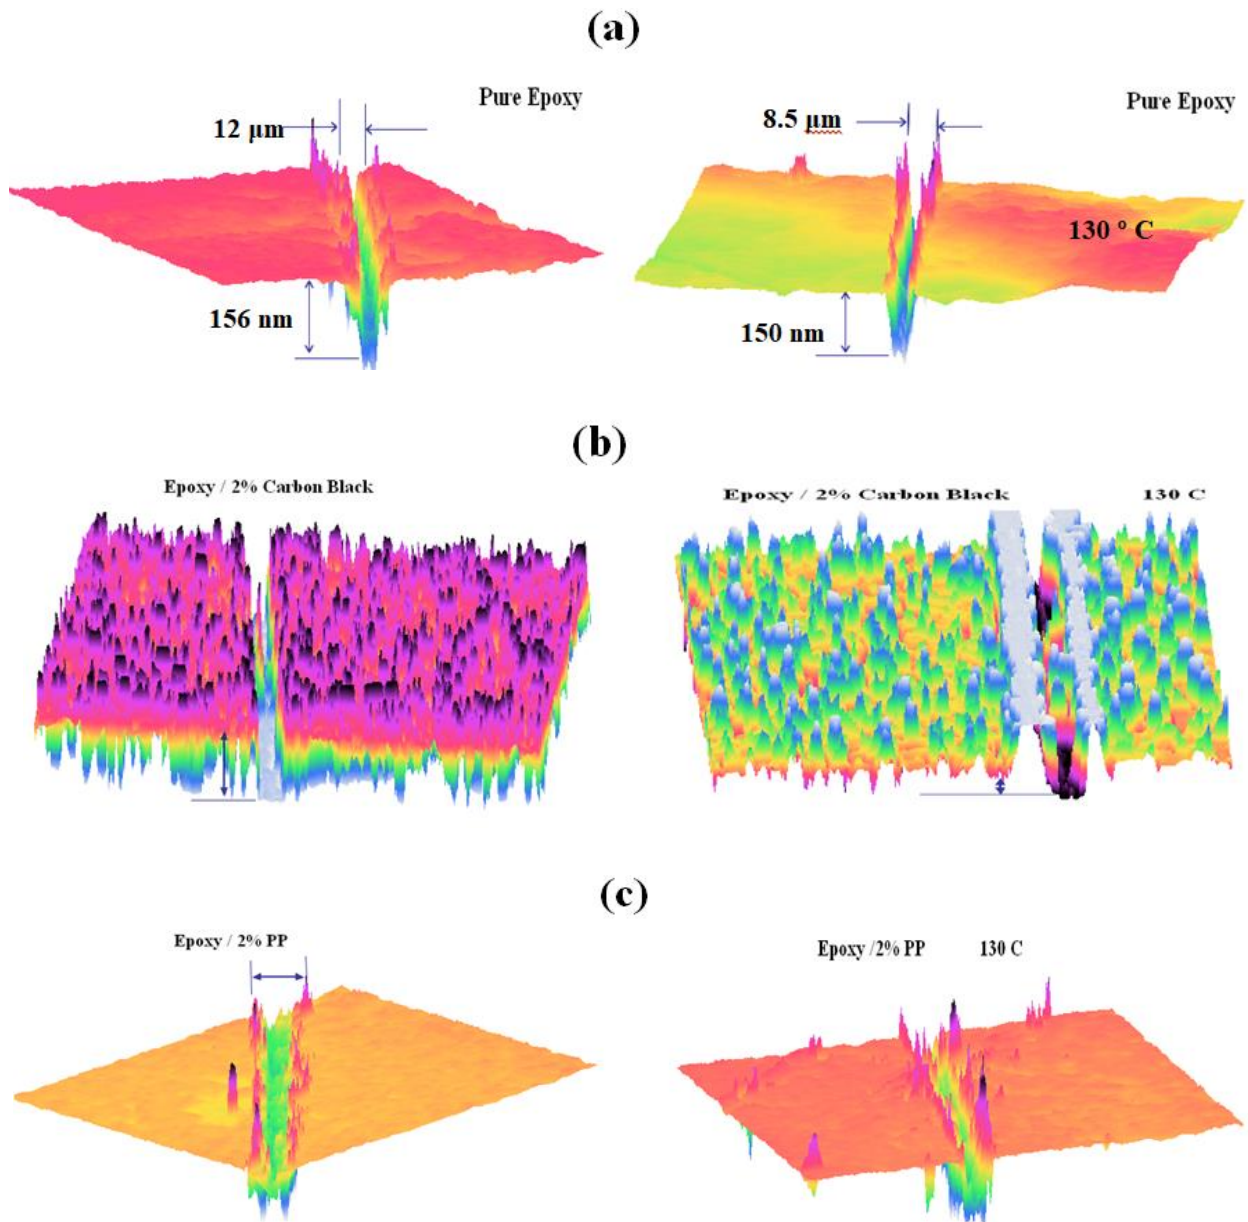 (a)
Pure Epoxy
12 μm
156 nm
Pure Epoxy
8.5 μm
130 º C
150 nm
(b)
Epoxy / 2% Carbon Black
Epoxy / 2% Carbon Black 130 C
(c)
Epoxy / 2% PP
Epoxy /2% PP 130 C